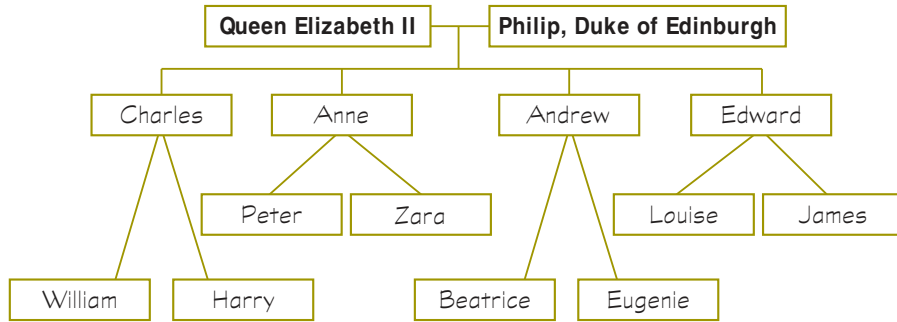 Queen Elizabeth II
Philip, Duke of Edinburgh
Charles
Anne
Andrew
Edward
Peter
Zara
Louise
James
William
Harry
Beatrice
Eugenie